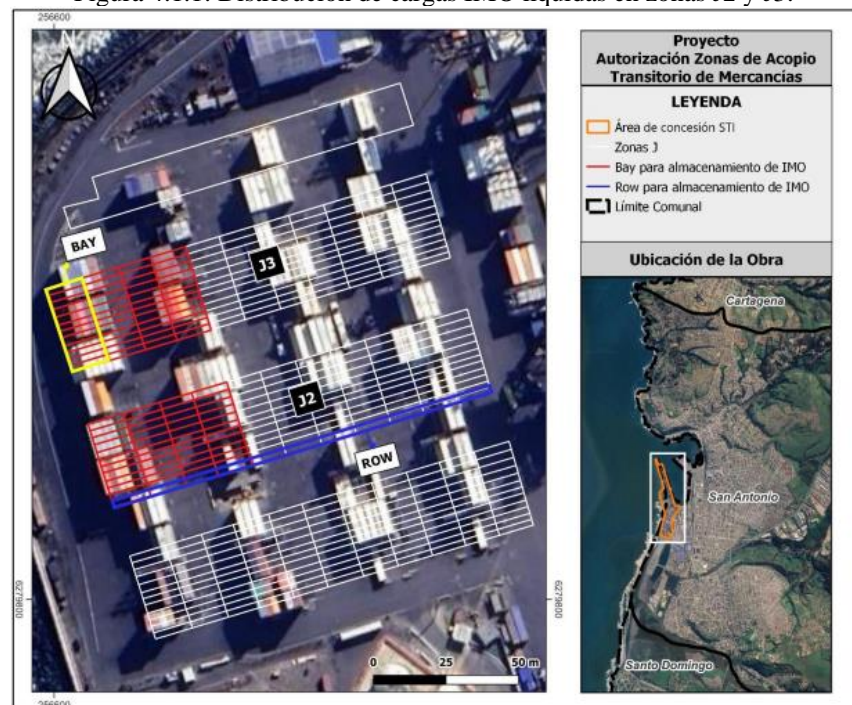 Figura 4.1.1. Distribución de cargas IMO líquidas en zonas J2 y J3.
256600
N
BAY
J3
J2
ROW
6279800
6279800
0 25 50 m
256600
Proyecto
Autorización Zonas de Acopio
Transitorio de Mercancías
LEYENDA
Área de concesión STI
Zonas J
Bay para almacenamiento de IMO
Row para almacenamiento de IMO
Límite Comunal
Ubicación de la Obra
Cartagena
San Antonio
Santo Domingo